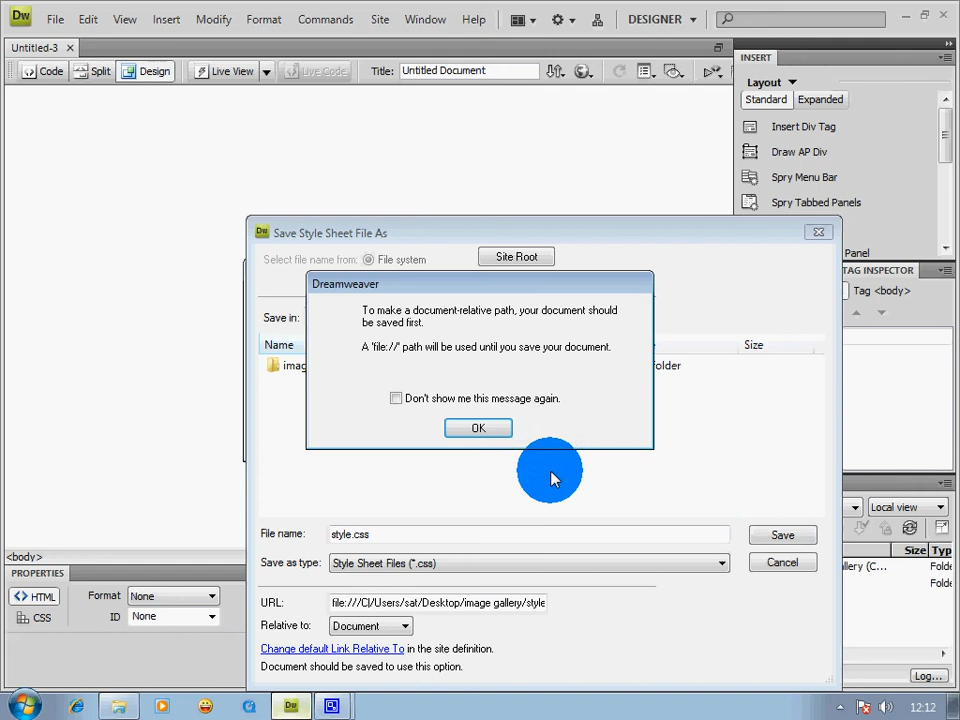 Dw File Edit View Insert Modify Format Commands Site Window Help DESIGNER
Untitled-3
Code Split Design Live View Live Code Title: Untitled Document
INSERT
Layout
Standard Expanded
Insert Div Tag
Draw AP Div
Spry Menu Bar
Spry Tabbed Panels
Panel
TAG INSPECTOR
Tag <body>
Dw Save Style Sheet File As
Select file name from: File system Site Root
Save in:
Name Size
imag folder
Dreamweaver
To make a document-relative path, your document should
be saved first.
A 'file://' path will be used until you save your document.
Don't show me this message again.
OK
File name: style.css Save
Save as type: Style Sheet Files (*.css) Cancel
URL: file:///C|/Users/sat/Desktop/image gallery/style
Relative to: Document
Change default Link Relative To in the site definition.
Document should be saved to use this option.
Local view
Size Typ
llery (C... Folde
Folde
Log...
<body>
PROPERTIES
HTML Format None
CSS ID None
Dw 12:12